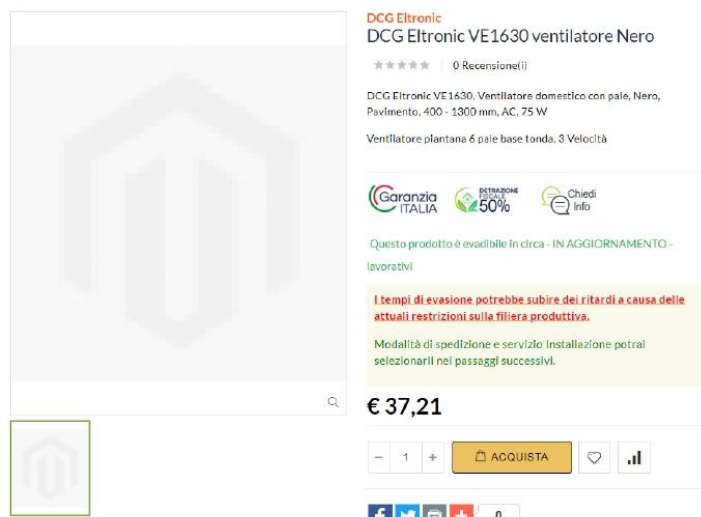 DCG Eltronic
DCG Eltronic VE1630 ventilatore Nero
0 Recensione(i)
DCG Eltronic VE1630, Ventilatore domestico con pale, Nero,
Pavimento, 400 - 1300 mm, AC, 75 W
Ventilatore piantana 6 pale base tonda, 3 Velocità
Garanzia
ITALIA
DETRAZIONE
FISCALE
50%
Chiedi
Info
Questo prodotto è evadibile in circa - IN AGGIORNAMENTO -
lavorativi
I tempi di evasione potrebbe subire dei ritardi a causa delle
attuali restrizioni sulla filiera produttiva.
Modalità di spedizione e servizio Installazione potrai
selezionarli nei passaggi successivi.
€ 37,21
- 1 +
ACQUISTA
0